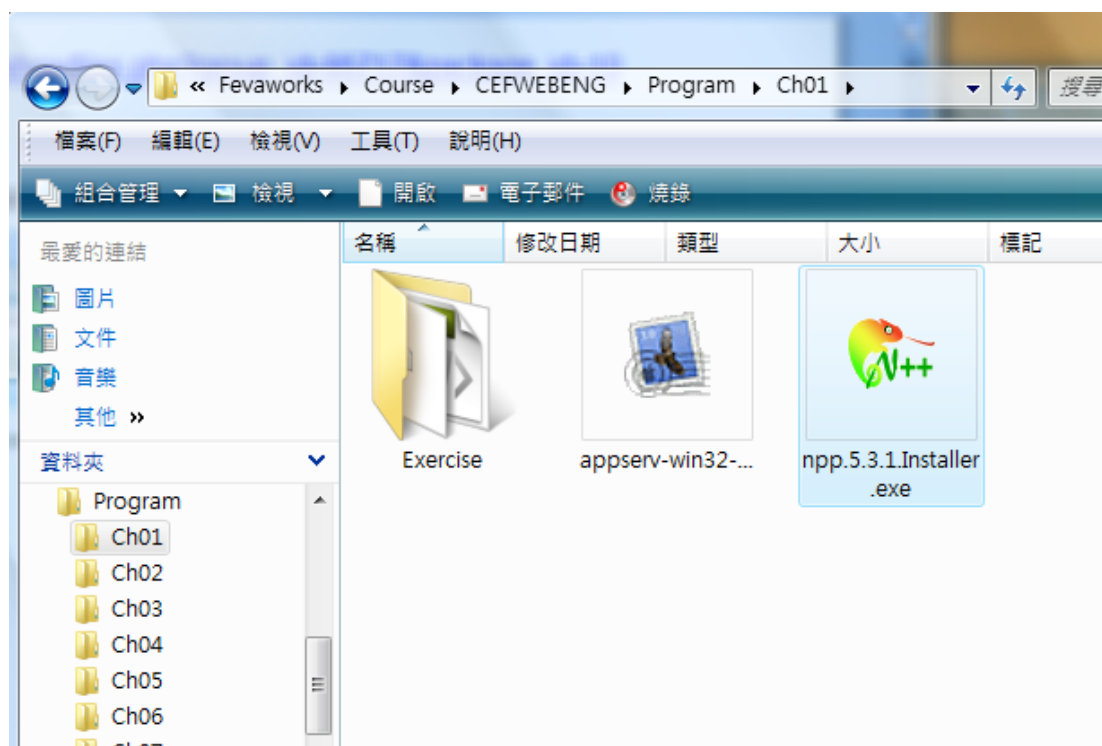 « Fevaworks ▸ Course ▸ CEFWEBENG ▸ Program ▸ Ch01 ▸ 搜尋
檔案(F) 編輯(E) 檢視(V) 工具(T) 說明(H)
組合管理 檢視 開啟 電子郵件 燒錄
最愛的連結
圖片
文件
音樂
其他 »
資料夾
Program
Ch01
Ch02
Ch03
Ch04
Ch05
Ch06
名稱 修改日期 類型 大小 標記
Exercise
appserv-win32-...
npp.5.3.1.Installer
.exe
N++